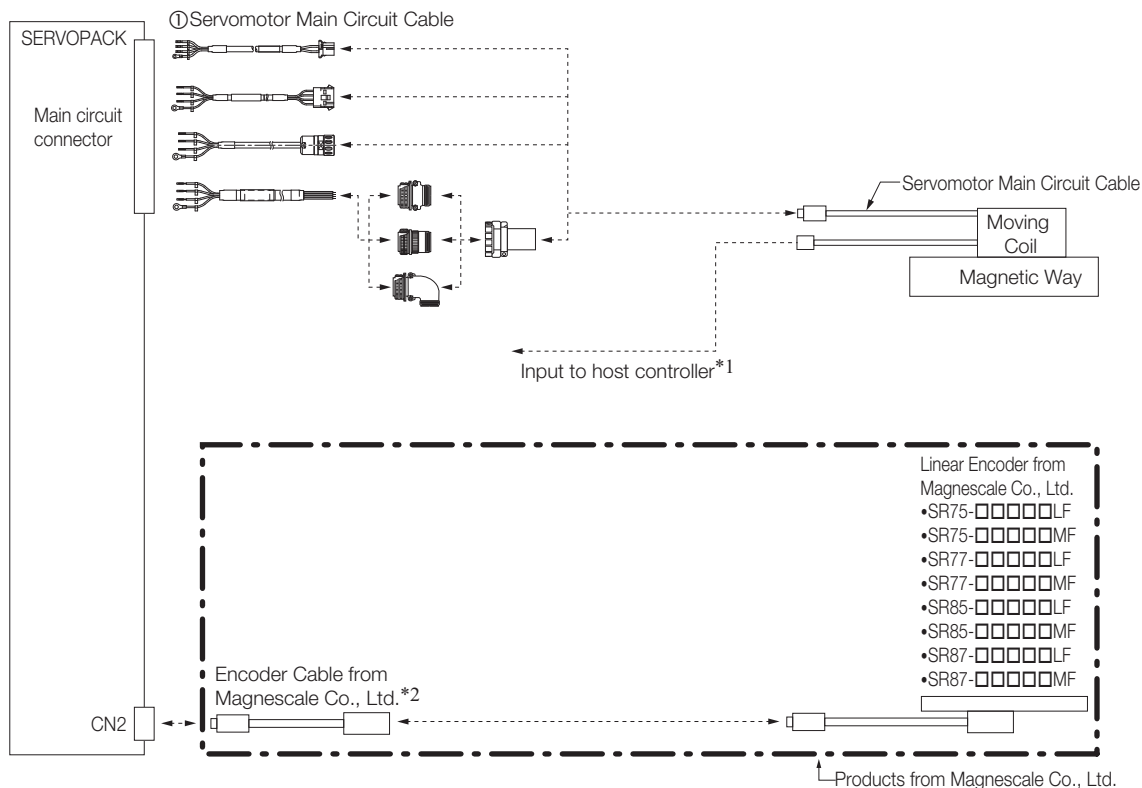 ①Servomotor Main Circuit Cable
SERVOPACK
Main circuit
connector
Servomotor Main Circuit Cable
Moving
Coil
Magnetic Way
Input to host controller*1
Linear Encoder from
Magnescale Co., Ltd.
•SR75-□□□□□LF
•SR75-□□□□□MF
•SR77-□□□□□LF
•SR77-□□□□□MF
•SR85-□□□□□LF
•SR85-□□□□□MF
•SR87-□□□□□LF
•SR87-□□□□□MF
Encoder Cable from
Magnescale Co., Ltd.*2
CN2
Products from Magnescale Co., Ltd.